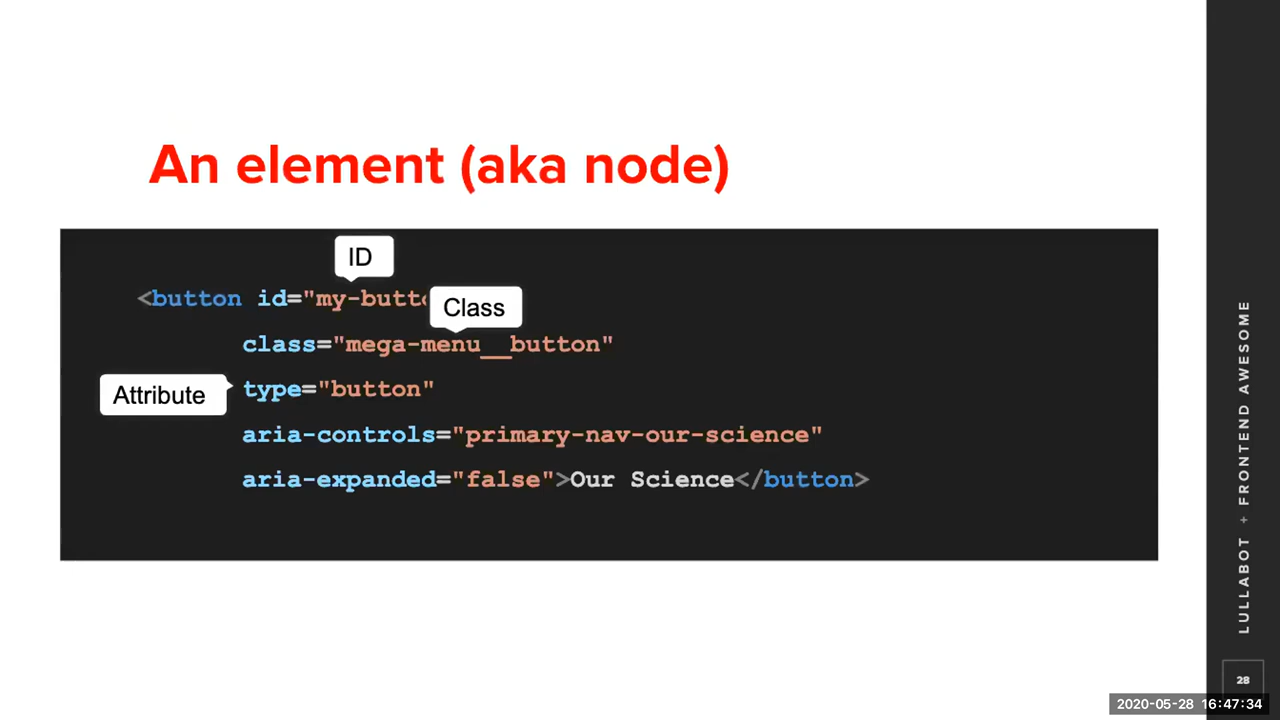 An element (aka node)
ID
<button id="my-butto
Class
class="mega-menu__button"
Attribute
type="button"
aria-controls="primary-nav-our-science"
aria-expanded="false">Our Science</button>
LULLABOT + FRONTEND AWESOME
28
2020-05-28 16:47:34